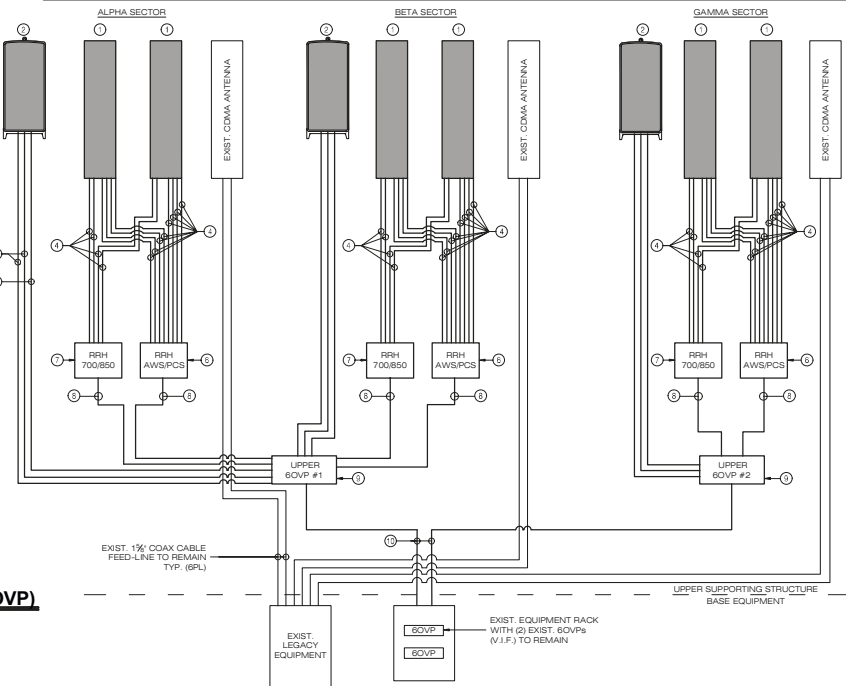 ALPHA SECTOR
BETA SECTOR
GAMMA SECTOR
2
1
1
2
1
1
2
1
1
EXIST. CDMA ANTENNA
EXIST. CDMA ANTENNA
EXIST. CDMA ANTENNA
4
4
4
4
4
4
7
RRH
700/850
RRH
AWS/PCS
6
7
RRH
700/850
RRH
AWS/PCS
6
7
RRH
700/850
RRH
AWS/PCS
6
8
8
8
8
8
8
UPPER
6OVP #1
9
UPPER
6OVP #2
9
10
EXIST. 1⅝" COAX CABLE
FEED-LINE TO REMAIN
TYP. (6PL)
UPPER SUPPORTING STRUCTURE
BASE EQUIPMENT
OVP)
EXIST.
LEGACY
EQUIPMENT
6OVP
6OVP
EXIST. EQUIPMENT RACK
WITH (2) EXIST. 6OVPs
(V.I.F.) TO REMAIN